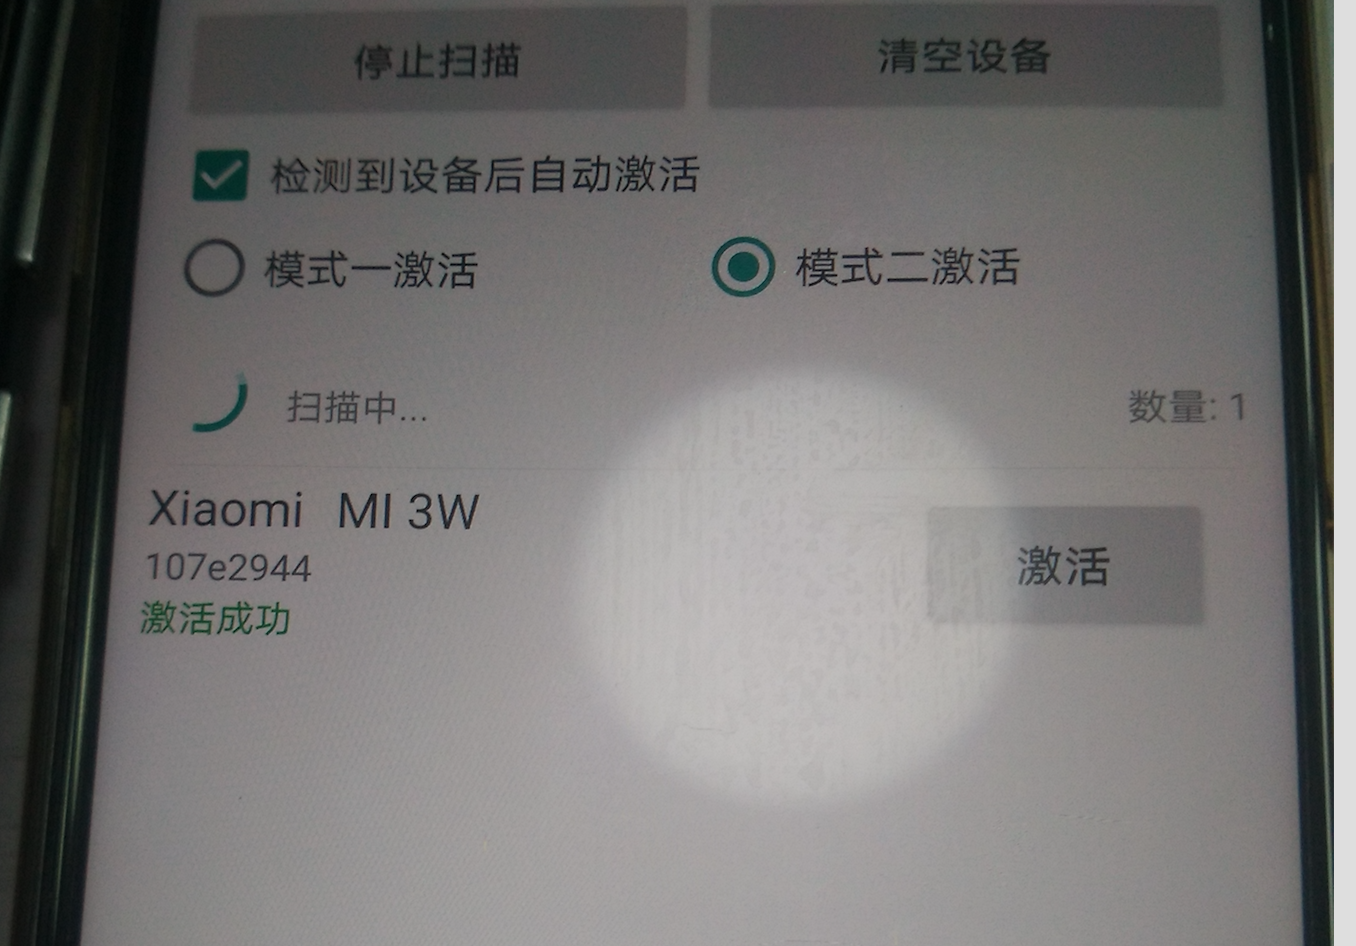 停止扫描 清空设备
检测到设备后自动激活
模式一激活 模式二激活
扫描中... 数量: 1
Xiaomi MI 3W
107e2944
激活
激活成功